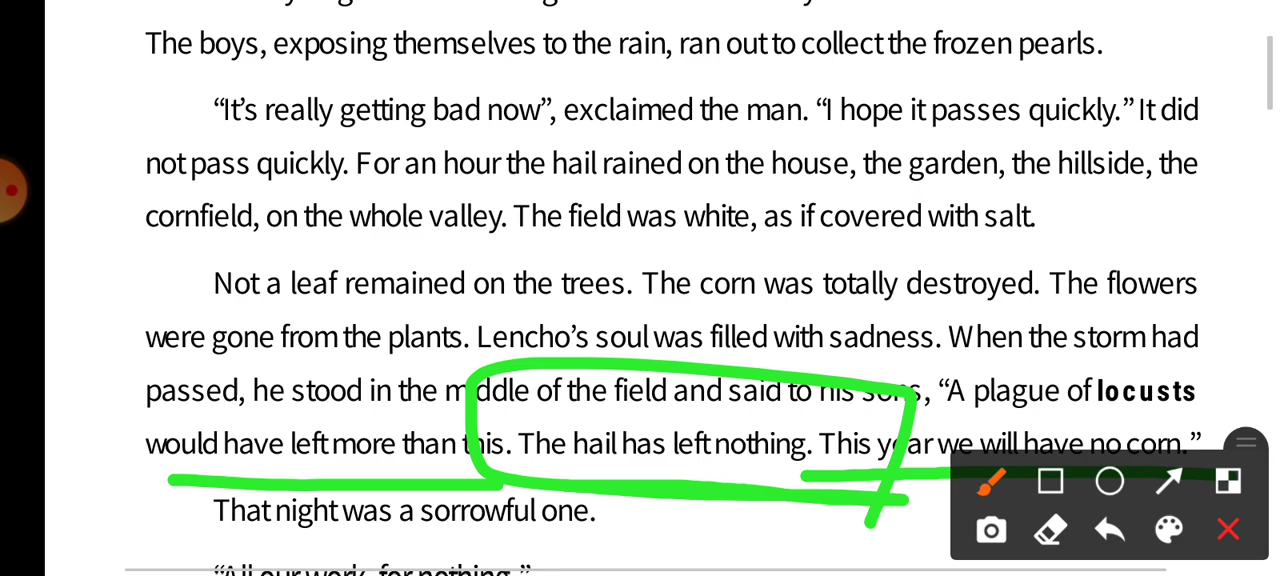 The boys, exposing themselves to the rain, ran out to collect the frozen pearls.
“It’s really getting bad now”, exclaimed the man. “I hope it passes quickly.” It did
not pass quickly. For an hour the hail rained on the house, the garden, the hillside, the
cornfield, on the whole valley. The field was white, as if covered with salt.
Not a leaf remained on the trees. The corn was totally destroyed. The flowers
were gone from the plants. Lencho’s soul was filled with sadness. When the storm had
passed, he stood in the middle of the field and said to his sons, “A plague of locusts
would have left more than this. The hail has left nothing. This year we will have no corn.”
That night was a sorrowful one.
“All our work, for nothing.”